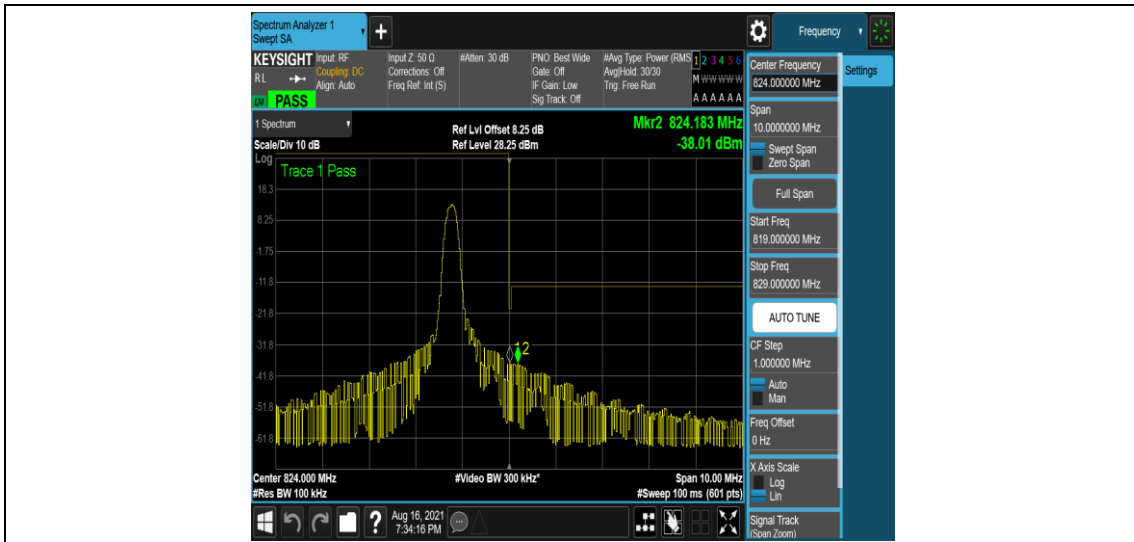 Spectrum Analyzer 1
Swept SA
+
Frequency
KEYSIGHT
RL
LM PASS
Input: RF
Coupling: DC
Align: Auto
Input Z: 50 Ω
Corrections: Off
Freq Ref: Int (S)
#Atten: 30 dB
PNO: Best Wide
Gate: Off
IF Gain: Low
Sig Track: Off
#Avg Type: Power (RMS
Avg|Hold: 30/30
Trig: Free Run
1 2 3 4 5 6
M W W W W W
A A A A A A
1 Spectrum
Scale/Div 10 dB
Ref Lvl Offset 8.25 dB
Ref Level 28.25 dBm
Mkr2 824.183 MHz
-38.01 dBm
Log
Trace 1 Pass
18.3
8.25
-1.75
-11.8
-21.8
-31.8
-41.8
-51.8
-61.8
12
Center 824.000 MHz
#Res BW 100 kHz
#Video BW 300 kHz*
Span 10.00 MHz
#Sweep 100 ms (601 pts)
Center Frequency
824.000000 MHz
Settings
Span
10.0000000 MHz
Swept Span
Zero Span
Full Span
Start Freq
819.000000 MHz
Stop Freq
829.000000 MHz
AUTO TUNE
CF Step
1.000000 MHz
Auto
Man
Freq Offset
0 Hz
X Axis Scale
Log
Lin
Signal Track
(Span Zoom)
?
Aug 16, 2021
7:34:16 PM